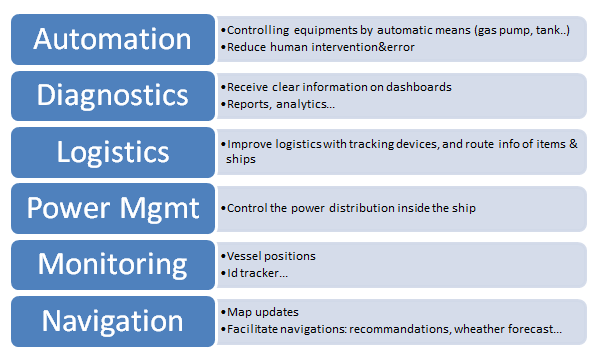 Automation
•Controlling equipments by automatic means (gas pump, tank..)
•Reduce human intervention&error
Diagnostics
•Receive clear information on dashboards
•Reports, analytics...
Logistics
•Improve logistics with tracking devices, and route info of items &
ships
Power Mgmt
•Control the power distribution inside the ship
Monitoring
•Vessel positions
•Id tracker...
Navigation
•Map updates
•Facilitate navigations: recommandations, wheather forecast...